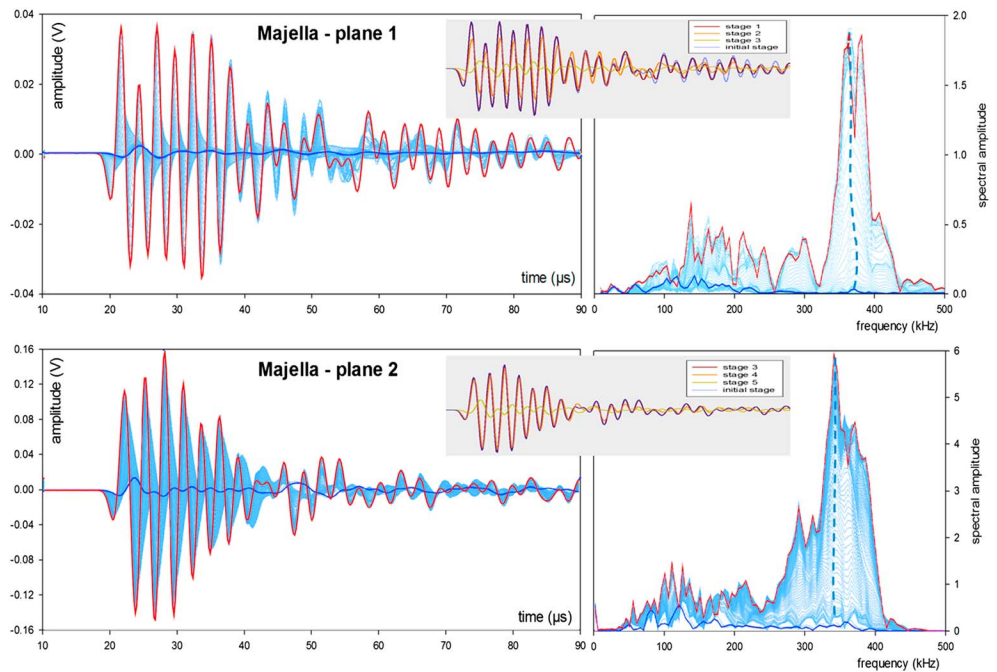 Majella - plane 1
amplitude (V)
0.04
0.02
0.00
-0.02
-0.04
time (µs)
10 20 30 40 50 60 70 80 90
stage 1
stage 2
stage 3
initial stage
2.0
1.5
1.0
0.5
0.0
spectral amplitude
0 100 200 300 400 500
frequency (kHz)
Majella - plane 2
amplitude (V)
0.16
0.12
0.08
0.04
0.00
-0.04
-0.08
-0.12
-0.16
time (µs)
10 20 30 40 50 60 70 80 90
stage 3
stage 4
stage 5
initial stage
6
5
4
3
2
1
0
spectral amplitude
0 100 200 300 400 500
frequency (kHz)